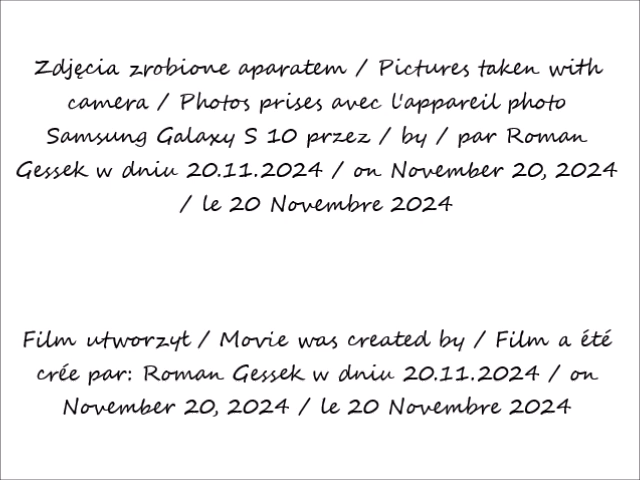 Zdjęcia zrobione aparatem / Pictures taken with
camera / Photos prises avec l'appareil photo
Samsung Galaxy S 10 przez / by / par Roman
Gessek w dniu 20.11.2024 / on November 20, 2024
/ le 20 Novembre 2024
Film utworzył / Movie was created by / Film a été
crée par: Roman Gessek w dniu 20.11.2024 / on
November 20, 2024 / le 20 Novembre 2024